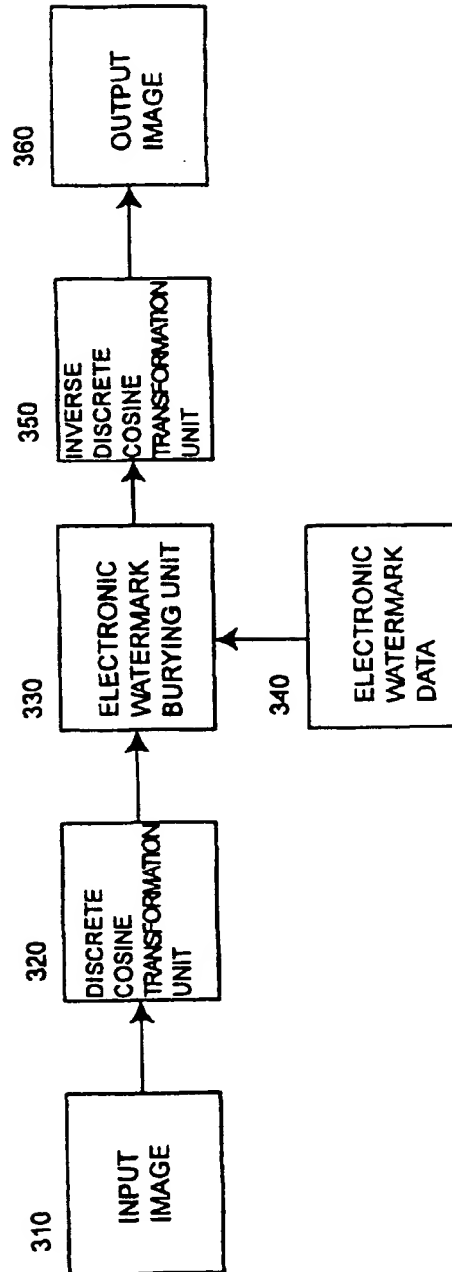 310
INPUT
IMAGE
320
DISCRETE
COSINE
TRANSFORMATION
UNIT
330
ELECTRONIC
WATERMARK
BURYING UNIT
340
ELECTRONIC
WATERMARK
DATA
350
INVERSE
DISCRETE
COSINE
TRANSFORMATION
UNIT
360
OUTPUT
IMAGE